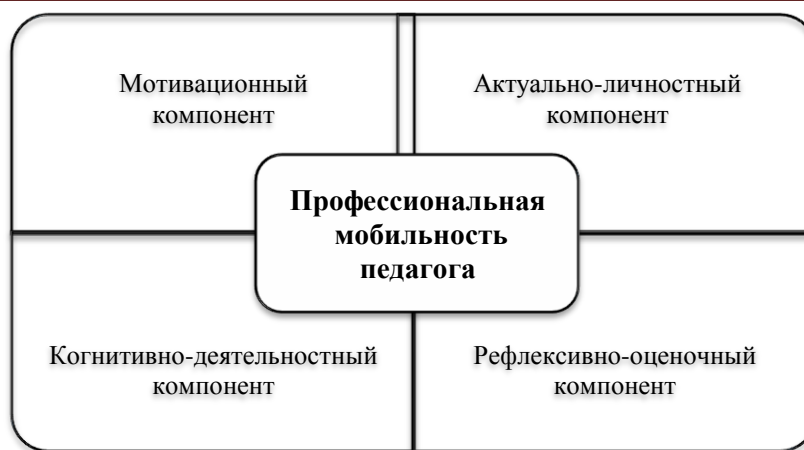 Мотивационный
компонент
Актуально-личностный
компонент
Профессиональная
мобильность
педагога
Когнитивно-деятельностный
компонент
Рефлексивно-оценочный
компонент